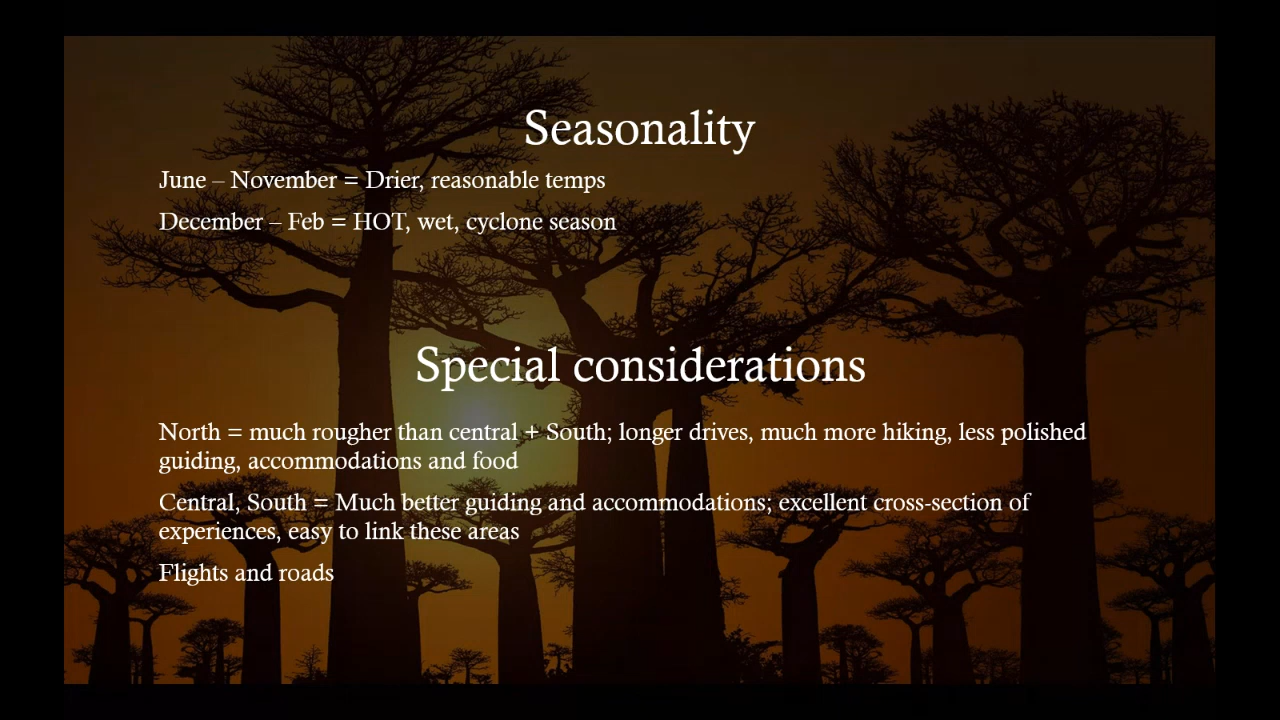 Seasonality
June – November = Drier, reasonable temps
December – Feb = HOT, wet, cyclone season
Special considerations
North = much rougher than central + South; longer drives, much more hiking, less polished
guiding, accommodations and food
Central, South = Much better guiding and accommodations; excellent cross-section of
experiences, easy to link these areas
Flights and roads